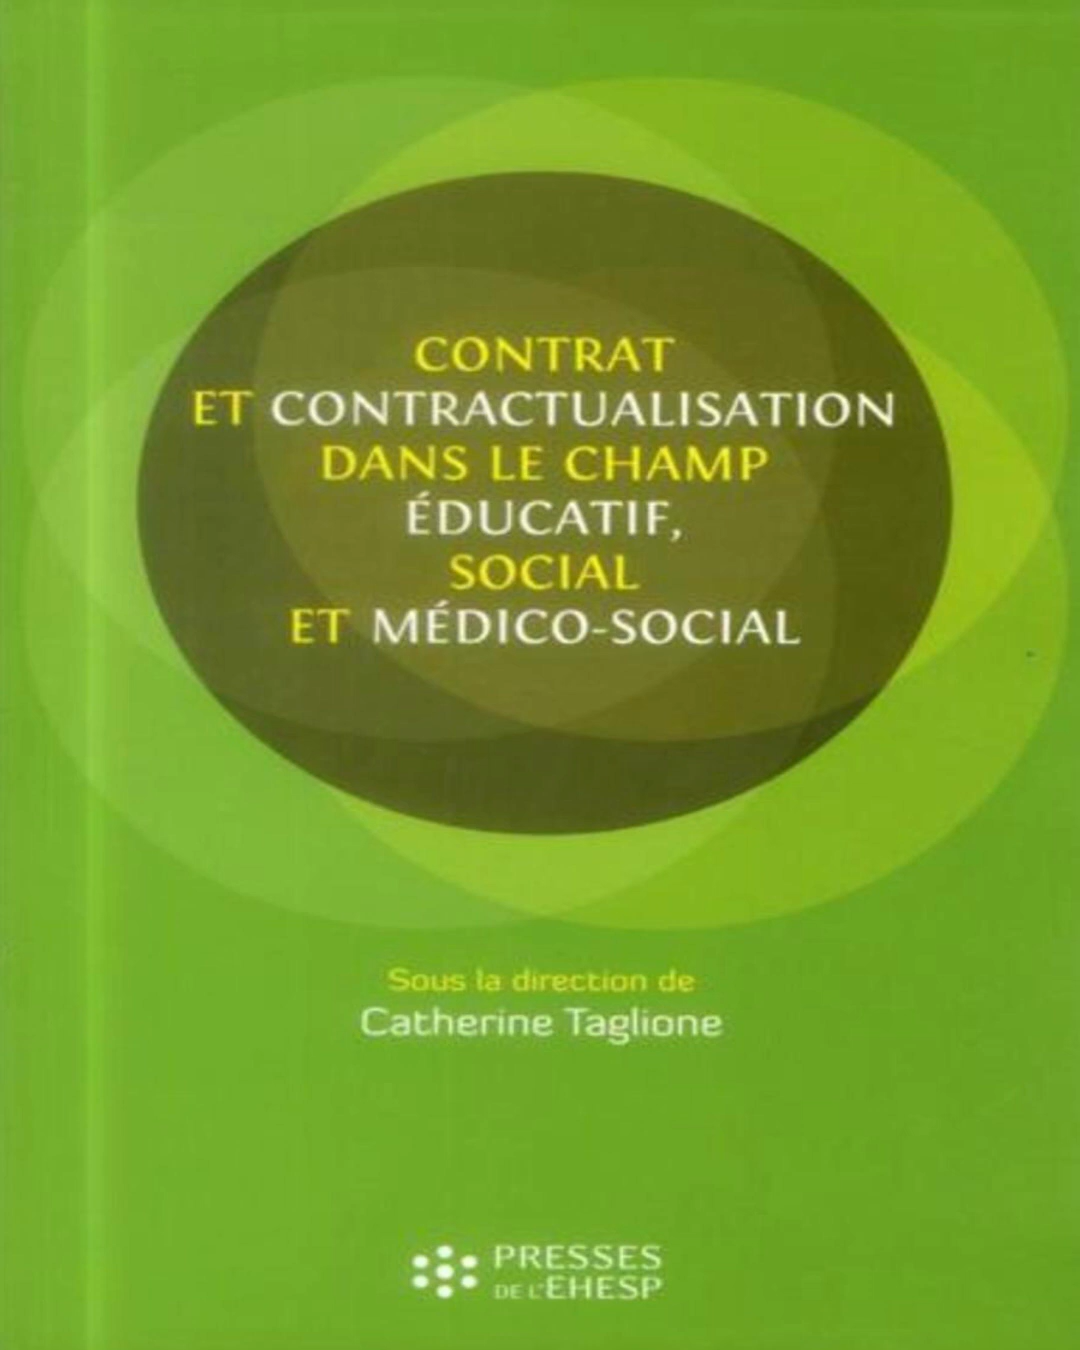 CONTRAT
ET CONTRACTUALISATION
DANS LE CHAMP
ÉDUCATIF,
SOCIAL
ET MÉDICO-SOCIAL
Sous la direction de
Catherine Taglione
PRESSES
DE L'EHESP